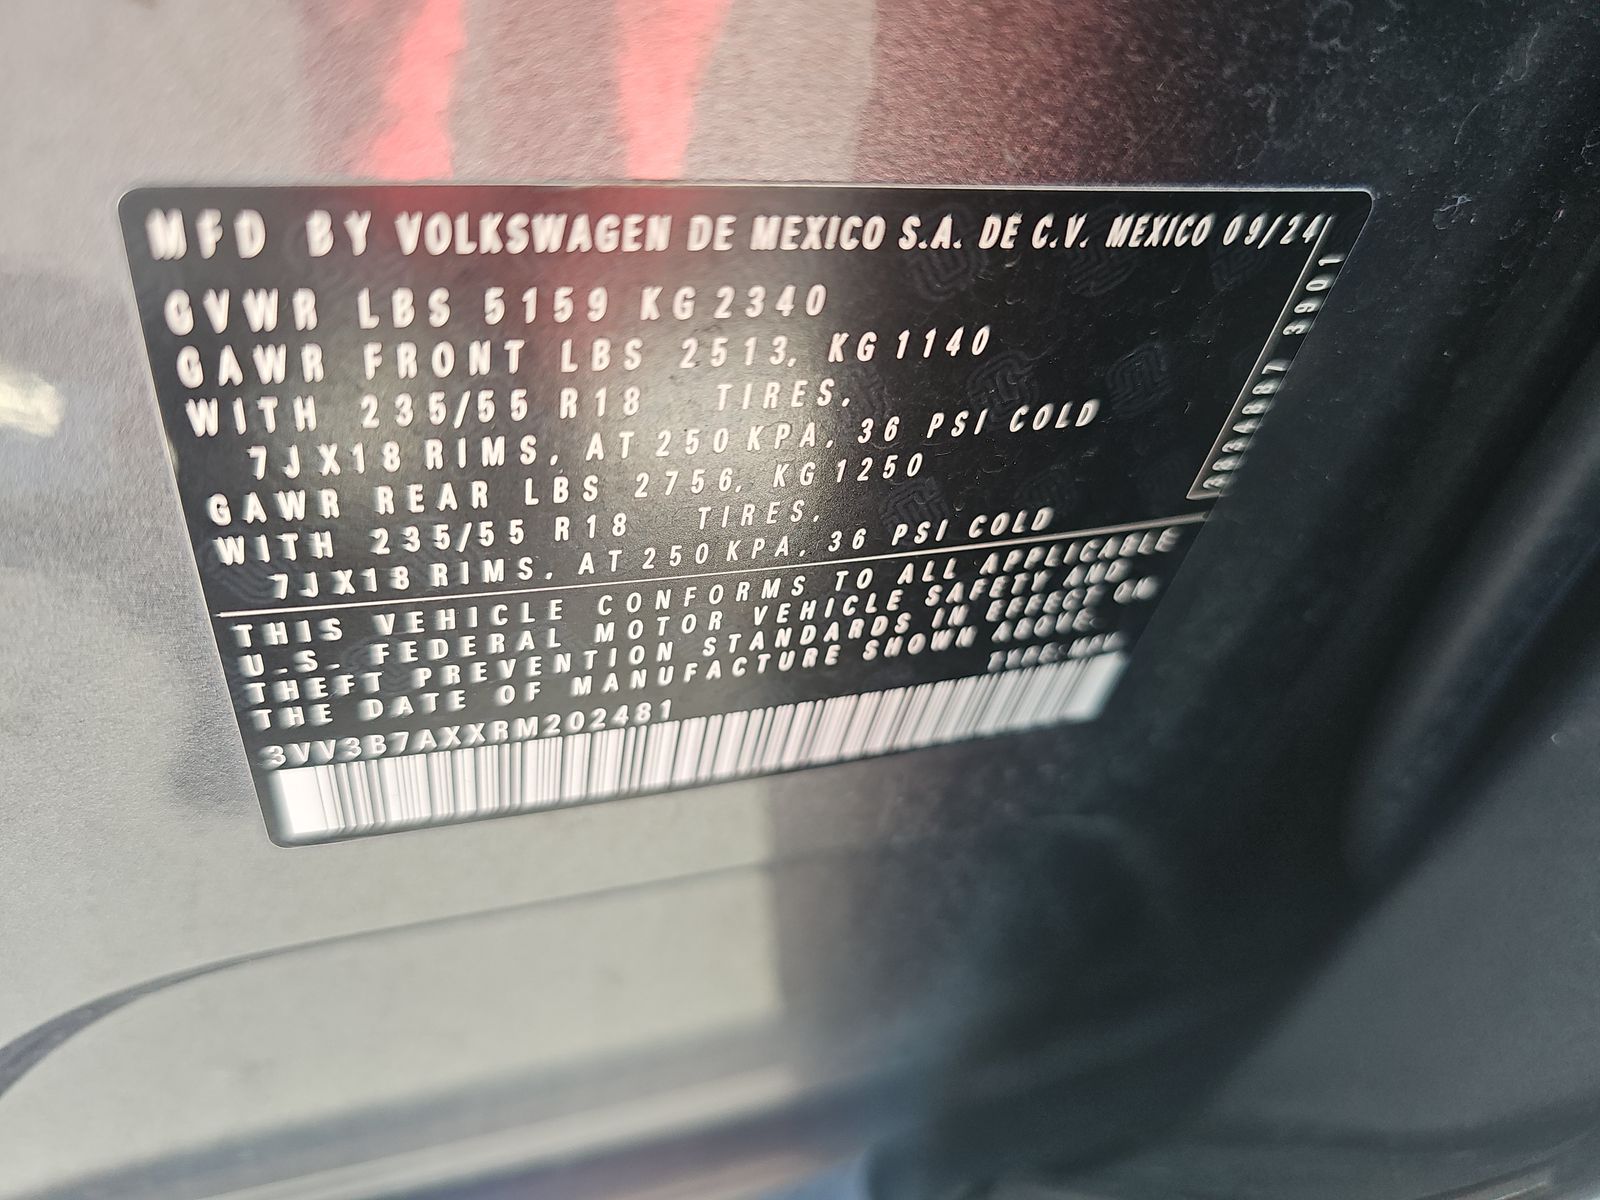 MFD BY VOLKSWAGEN DE MEXICO S.A. DE C.V. MEXICO 09/24
GVWR LBS 5159 KG 2340
GAWR FRONT LBS 2513, KG 1140
WITH 235/55 R18 TIRES,
7JX18 RIMS, AT 250 KPA, 36 PSI COLD
GAWR REAR LBS 2756, KG 1250
WITH 235/55 R18 TIRES,
7JX18 RIMS, AT 250 KPA, 36 PSI COLD
THIS VEHICLE CONFORMS TO ALL APPLICABLE
U.S. FEDERAL MOTOR VEHICLE SAFETY AND
THEFT PREVENTION STANDARDS IN EFFECT ON
THE DATE OF MANUFACTURE SHOWN ABOVE.
TYPE: MPV
3VV3B7AXXRM202481
3901